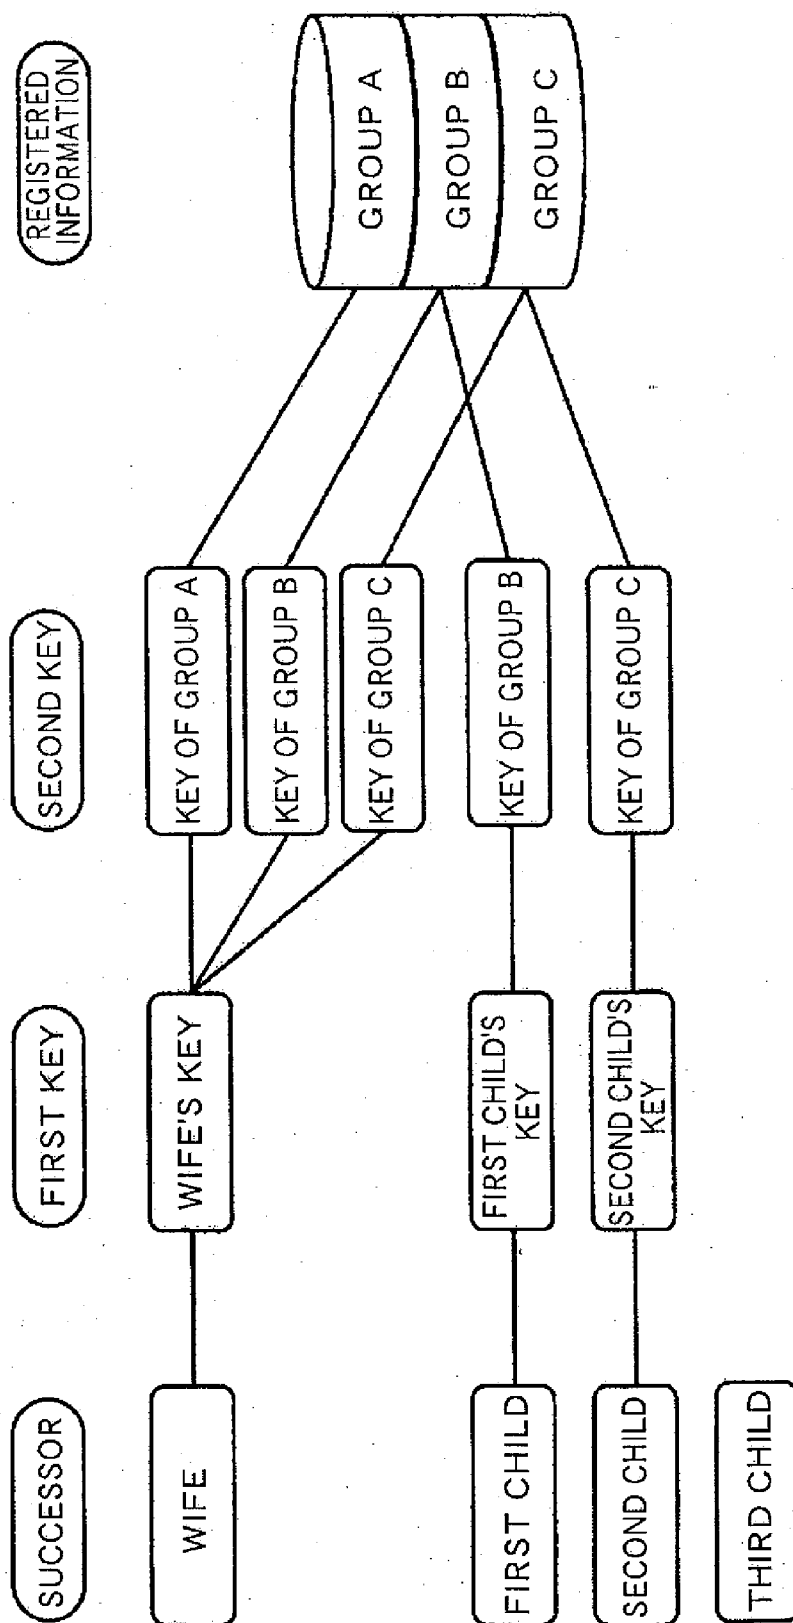 SUCCESSOR
FIRST KEY
SECOND KEY
REGISTERED
INFORMATION
WIFE
WIFE'S KEY
KEY OF GROUP A
KEY OF GROUP B
KEY OF GROUP C
GROUP A
GROUP B
GROUP C
FIRST CHILD
FIRST CHILD'S
KEY
KEY OF GROUP B
SECOND CHILD
SECOND CHILD'S
KEY
KEY OF GROUP C
THIRD CHILD